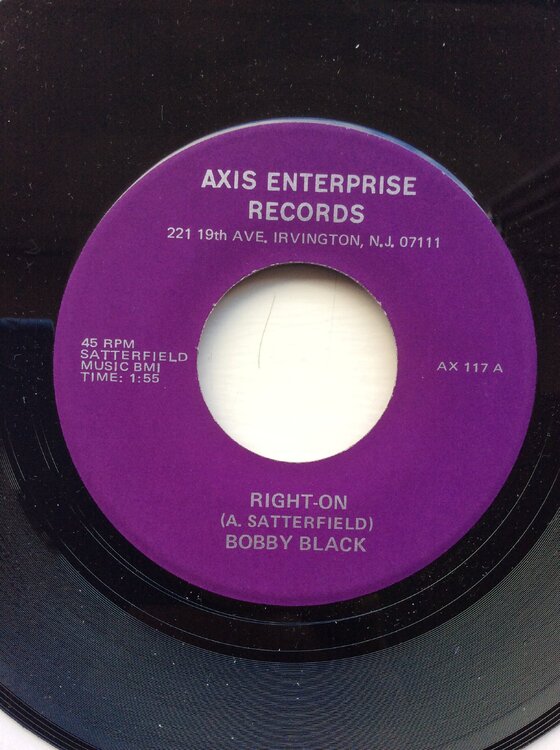 AXIS ENTERPRISE
RECORDS
221 19th AVE. IRVINGTON, N.J. 07111
45 RPM
SATTERFIELD
MUSIC BMI
TIME: 1:55
AX 117 A
RIGHT-ON
(A. SATTERFIELD)
BOBBY BLACK